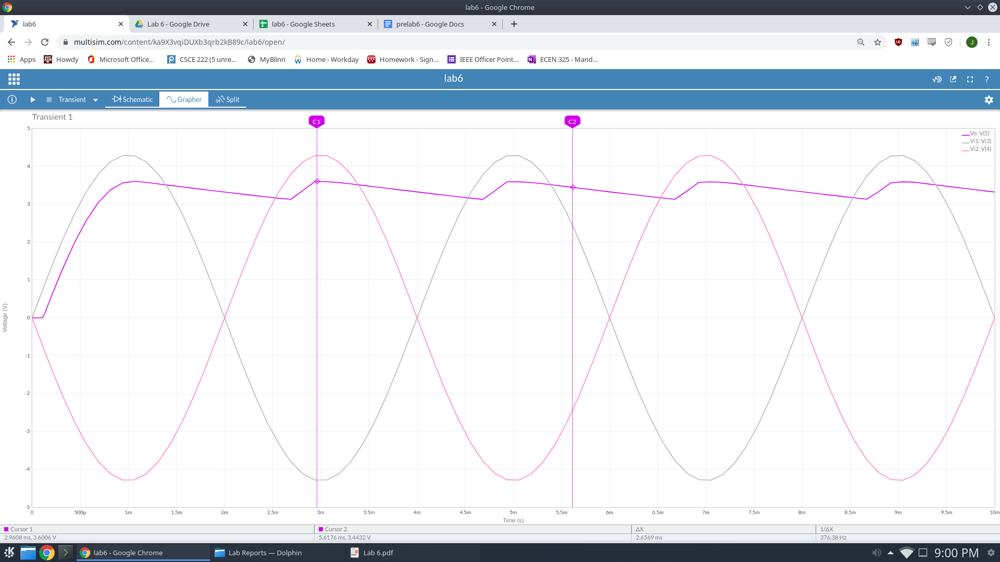 lab6 - Google Chrome
lab6 Lab 6 - Google Drive lab6 - Google Sheets prelab6 - Google Docs
multisim.com/content/ka9X3vqiDUXb3qrb2kB89c/lab6/open/
Apps Howdy Microsoft Office... CSCE 222 (5 unre... MyBlinn Home - Workday Homework - Sign... IEEE Officer Point... ECEN 325 - Mand...
lab6
Transient Schematic Grapher Split
Transient 1
C1 C2
Vo: V(5)
Vi1: V(3)
Vi2: V(4)
5
4
3
2
1
0
-1
-2
-3
-4
-5
Voltage (V)
0 500µ 1m 1.5m 2m 2.5m 3m 3.5m 4m 4.5m 5m 5.5m 6m 6.5m 7m 7.5m 8m 8.5m 9m 9.5m 10m
Time (s)
Cursor 1 Cursor 2 ΔX 1/ΔX
2.9608 ms, 3.6006 V 5.6176 ms, 3.4432 V 2.6569 ms 376.38 Hz
lab6 - Google Chrome Lab Reports — Dolphin Lab 6.pdf 9:00 PM